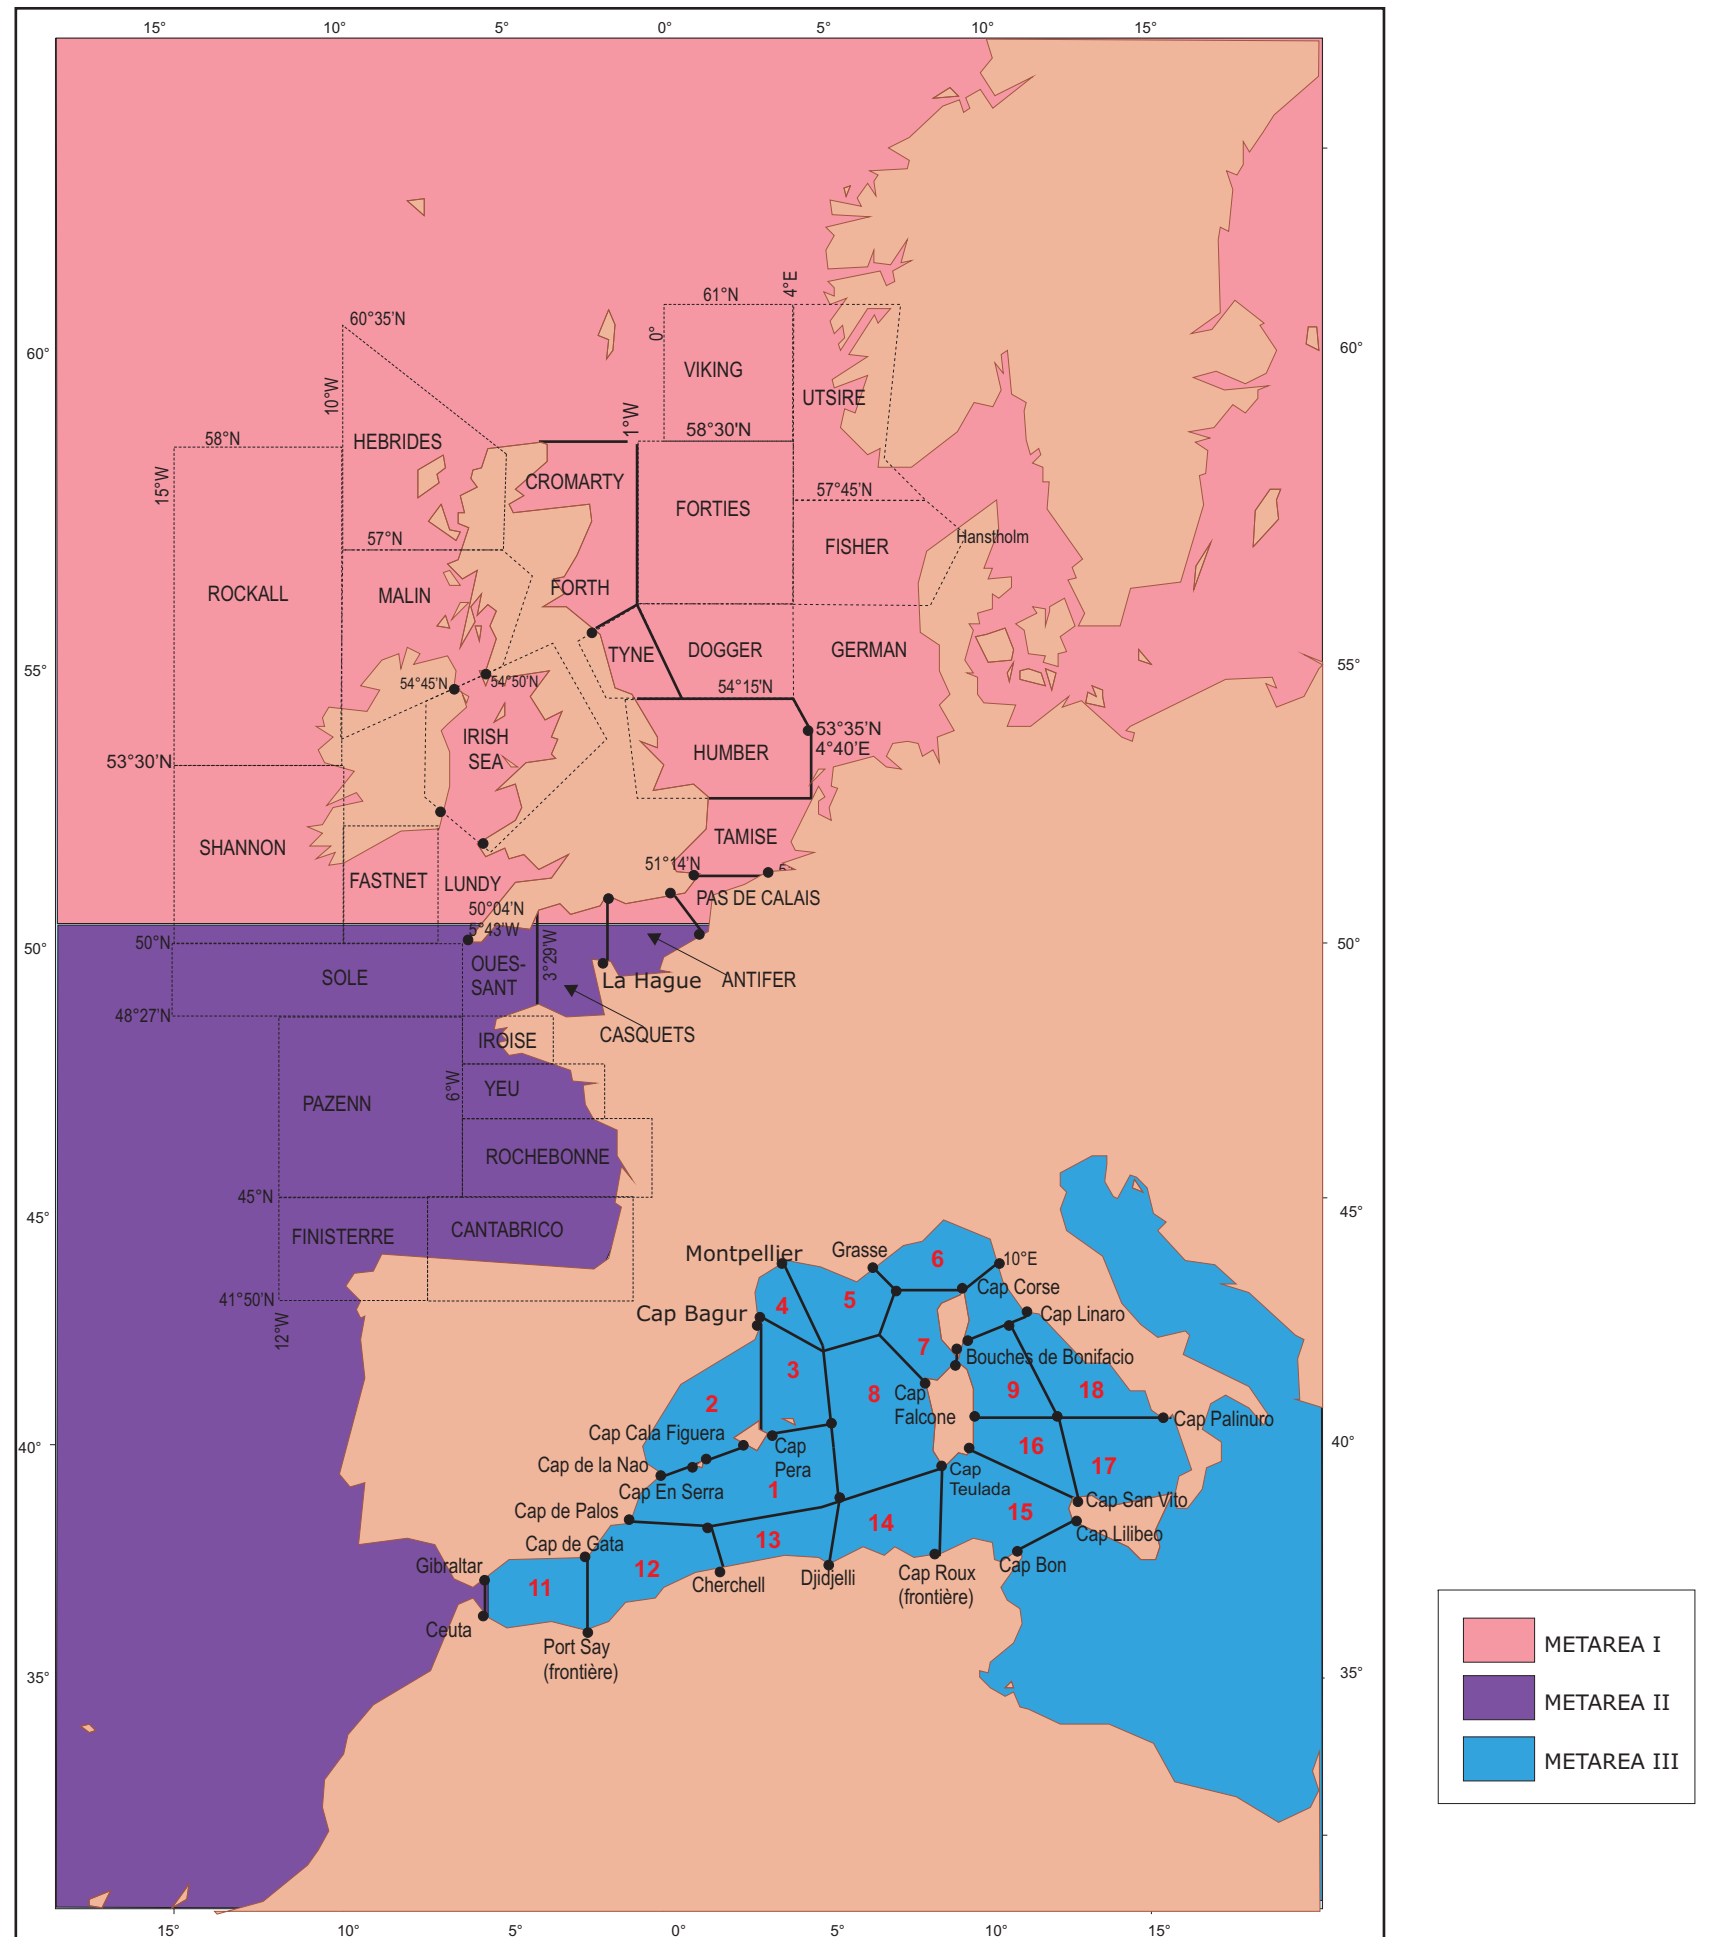 15°
10°
5°
0°
5°
10°
15°
4°E
61°N
60°35'N
0°
60°
60°
VIKING
10°W
UTSIRE
1°W
58°N
HEBRIDES
58°30'N
15°W
CROMARTY
57°45'N
FORTIES
57°N
Hanstholm
FISHER
ROCKALL
MALIN
FORTH
TYNE
DOGGER
GERMAN
55°
55°
54°45'N
54°50'N
54°15'N
53°35'N
4°40'E
IRISH
SEA
HUMBER
53°30'N
TAMISE
SHANNON
51°14'N
FASTNET
LUNDY
PAS DE CALAIS
50°04'N
5°43'W
50°
50°N
50°
3°29'W
SOLE
OUES-
SANT
La Hague
ANTIFER
48°27'N
CASQUETS
IROISE
6°W
YEU
PAZENN
ROCHEBONNE
45°N
45°
45°
FINISTERRE
CANTABRICO
Montpellier
Grasse
6
10°E
Cap Corse
41°50'N
12°W
4
5
Cap Bagur
Cap Linaro
7
Bouches de Bonifacio
3
8
Cap
Falcone
9
18
2
Cap Palinuro
Cap Cala Figuera
40°
40°
Cap
Pera
16
Cap de la Nao
17
Cap
Teulada
Cap En Serra
1
Cap San Vito
Cap de Palos
15
14
Cap Lilibeo
13
Cap de Gata
Gibraltar
12
Cap Bon
11
Cherchell
Djidjelli
Cap Roux
(frontière)
Ceuta
Port Say
(frontière)
35°
35°
METAREA I
METAREA II
METAREA III
15°
10°
5°
0°
5°
10°
15°